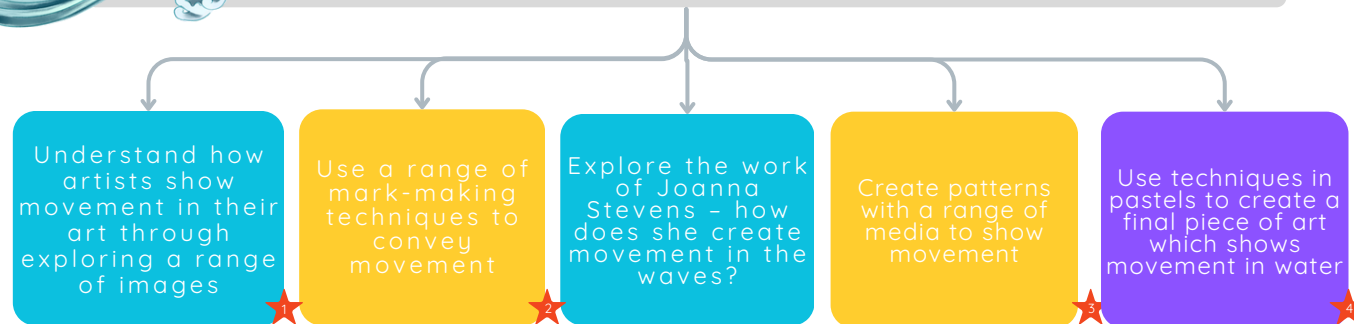 Understand how
artists show
movement in their
art through
exploring a range
of images
1
Use a range of
mark-making
techniques to
convey
movement
2
Explore the work
of Joanna
Stevens – how
does she create
movement in the
waves?
Create patterns
with a range of
media to show
movement
3
Use techniques in
pastels to create a
final piece of art
which shows
movement in water
4